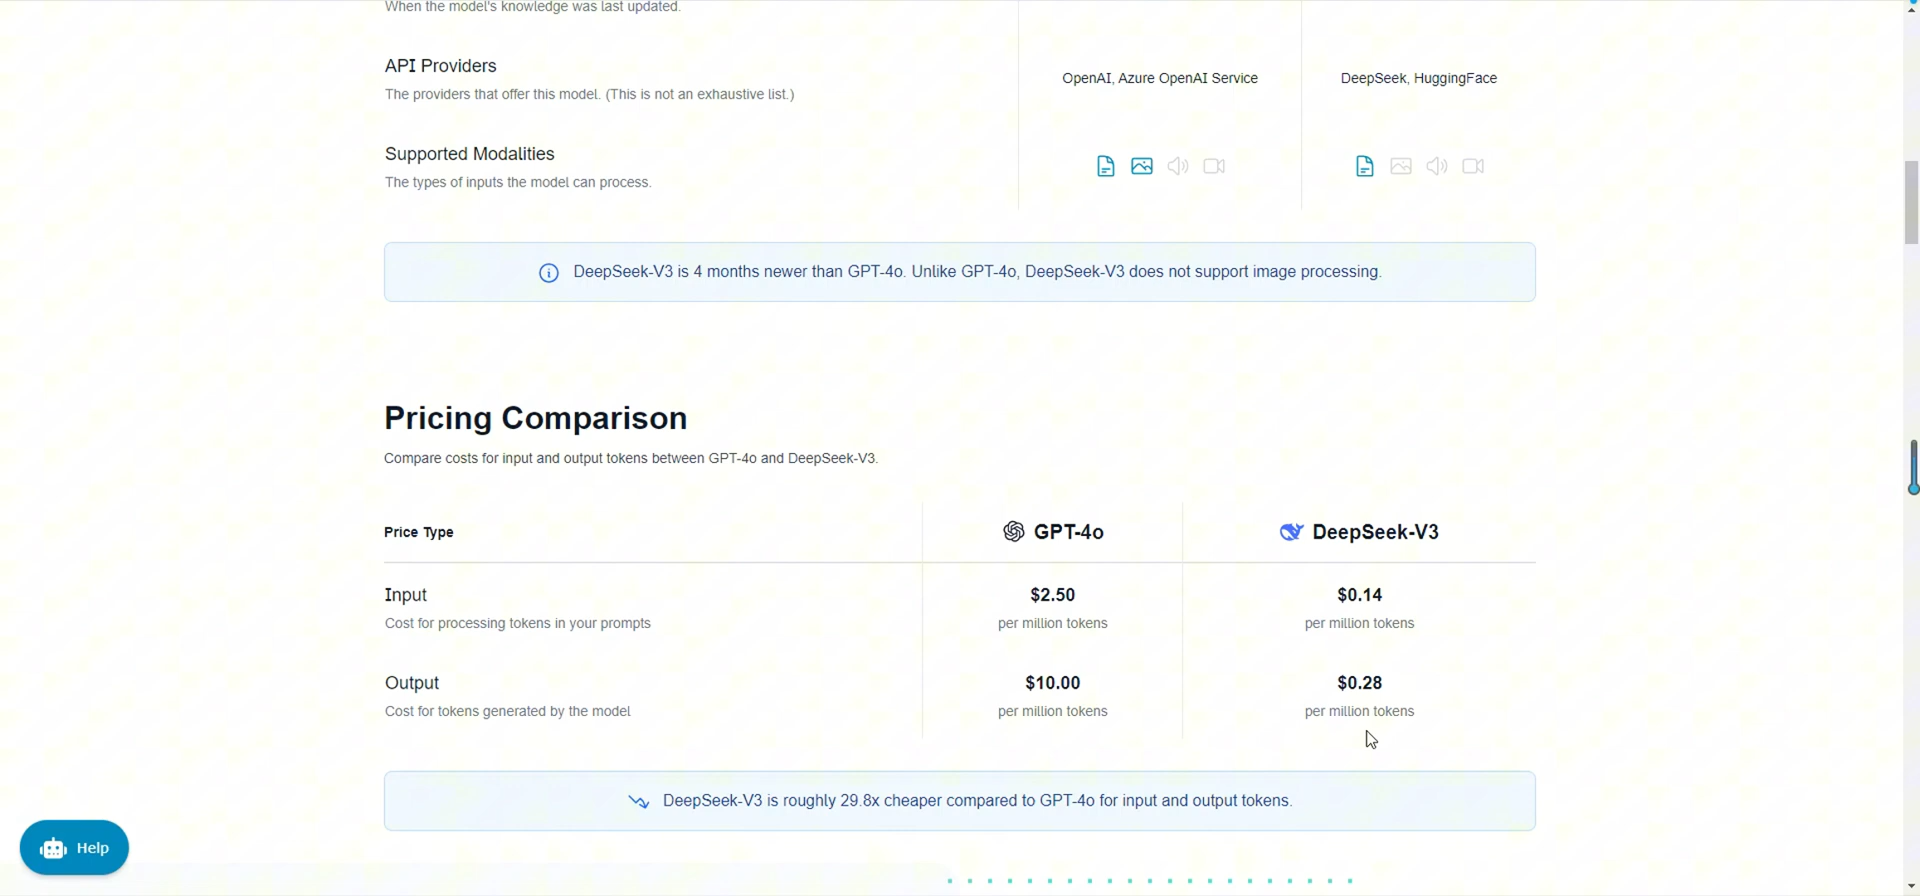 When the model's knowledge was last updated.
API Providers
The providers that offer this model. (This is not an exhaustive list.)
OpenAI, Azure OpenAI Service
DeepSeek, HuggingFace
Supported Modalities
The types of inputs the model can process.
DeepSeek-V3 is 4 months newer than GPT-4o. Unlike GPT-4o, DeepSeek-V3 does not support image processing.
Pricing Comparison
Compare costs for input and output tokens between GPT-4o and DeepSeek-V3.
Price Type
GPT-4o
DeepSeek-V3
Input
Cost for processing tokens in your prompts
$2.50
per million tokens
$0.14
per million tokens
Output
Cost for tokens generated by the model
$10.00
per million tokens
$0.28
per million tokens
DeepSeek-V3 is roughly 29.8x cheaper compared to GPT-4o for input and output tokens.
Help